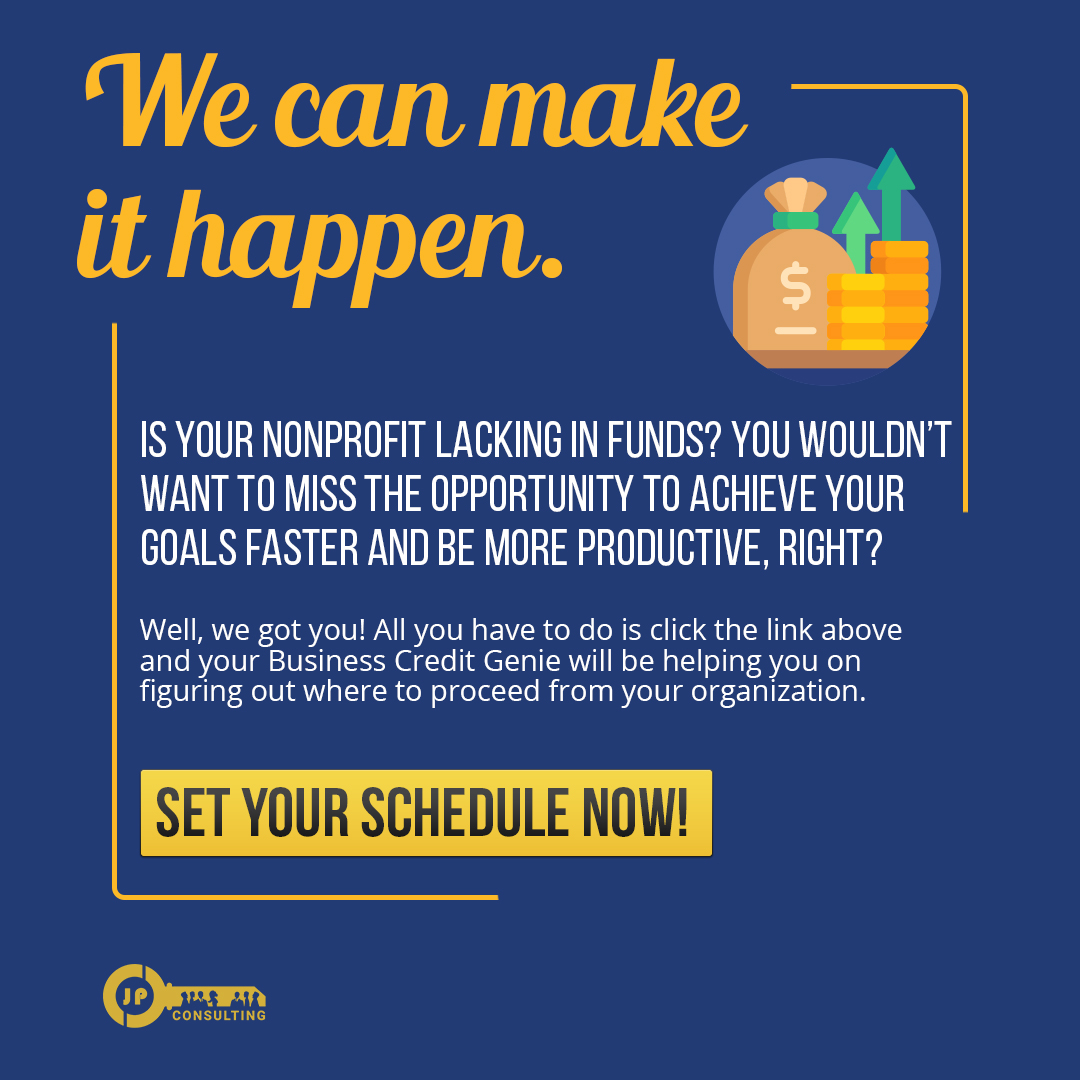 We can make
it happen.
$
IS YOUR NONPROFIT LACKING IN FUNDS? YOU WOULDN'T
WANT TO MISS THE OPPORTUNITY TO ACHIEVE YOUR
GOALS FASTER AND BE MORE PRODUCTIVE, RIGHT?
Well, we got you! All you have to do is click the link above
and your Business Credit Genie will be helping you on
figuring out where to proceed from your organization.
SET YOUR SCHEDULE NOW!
JP
CONSULTING